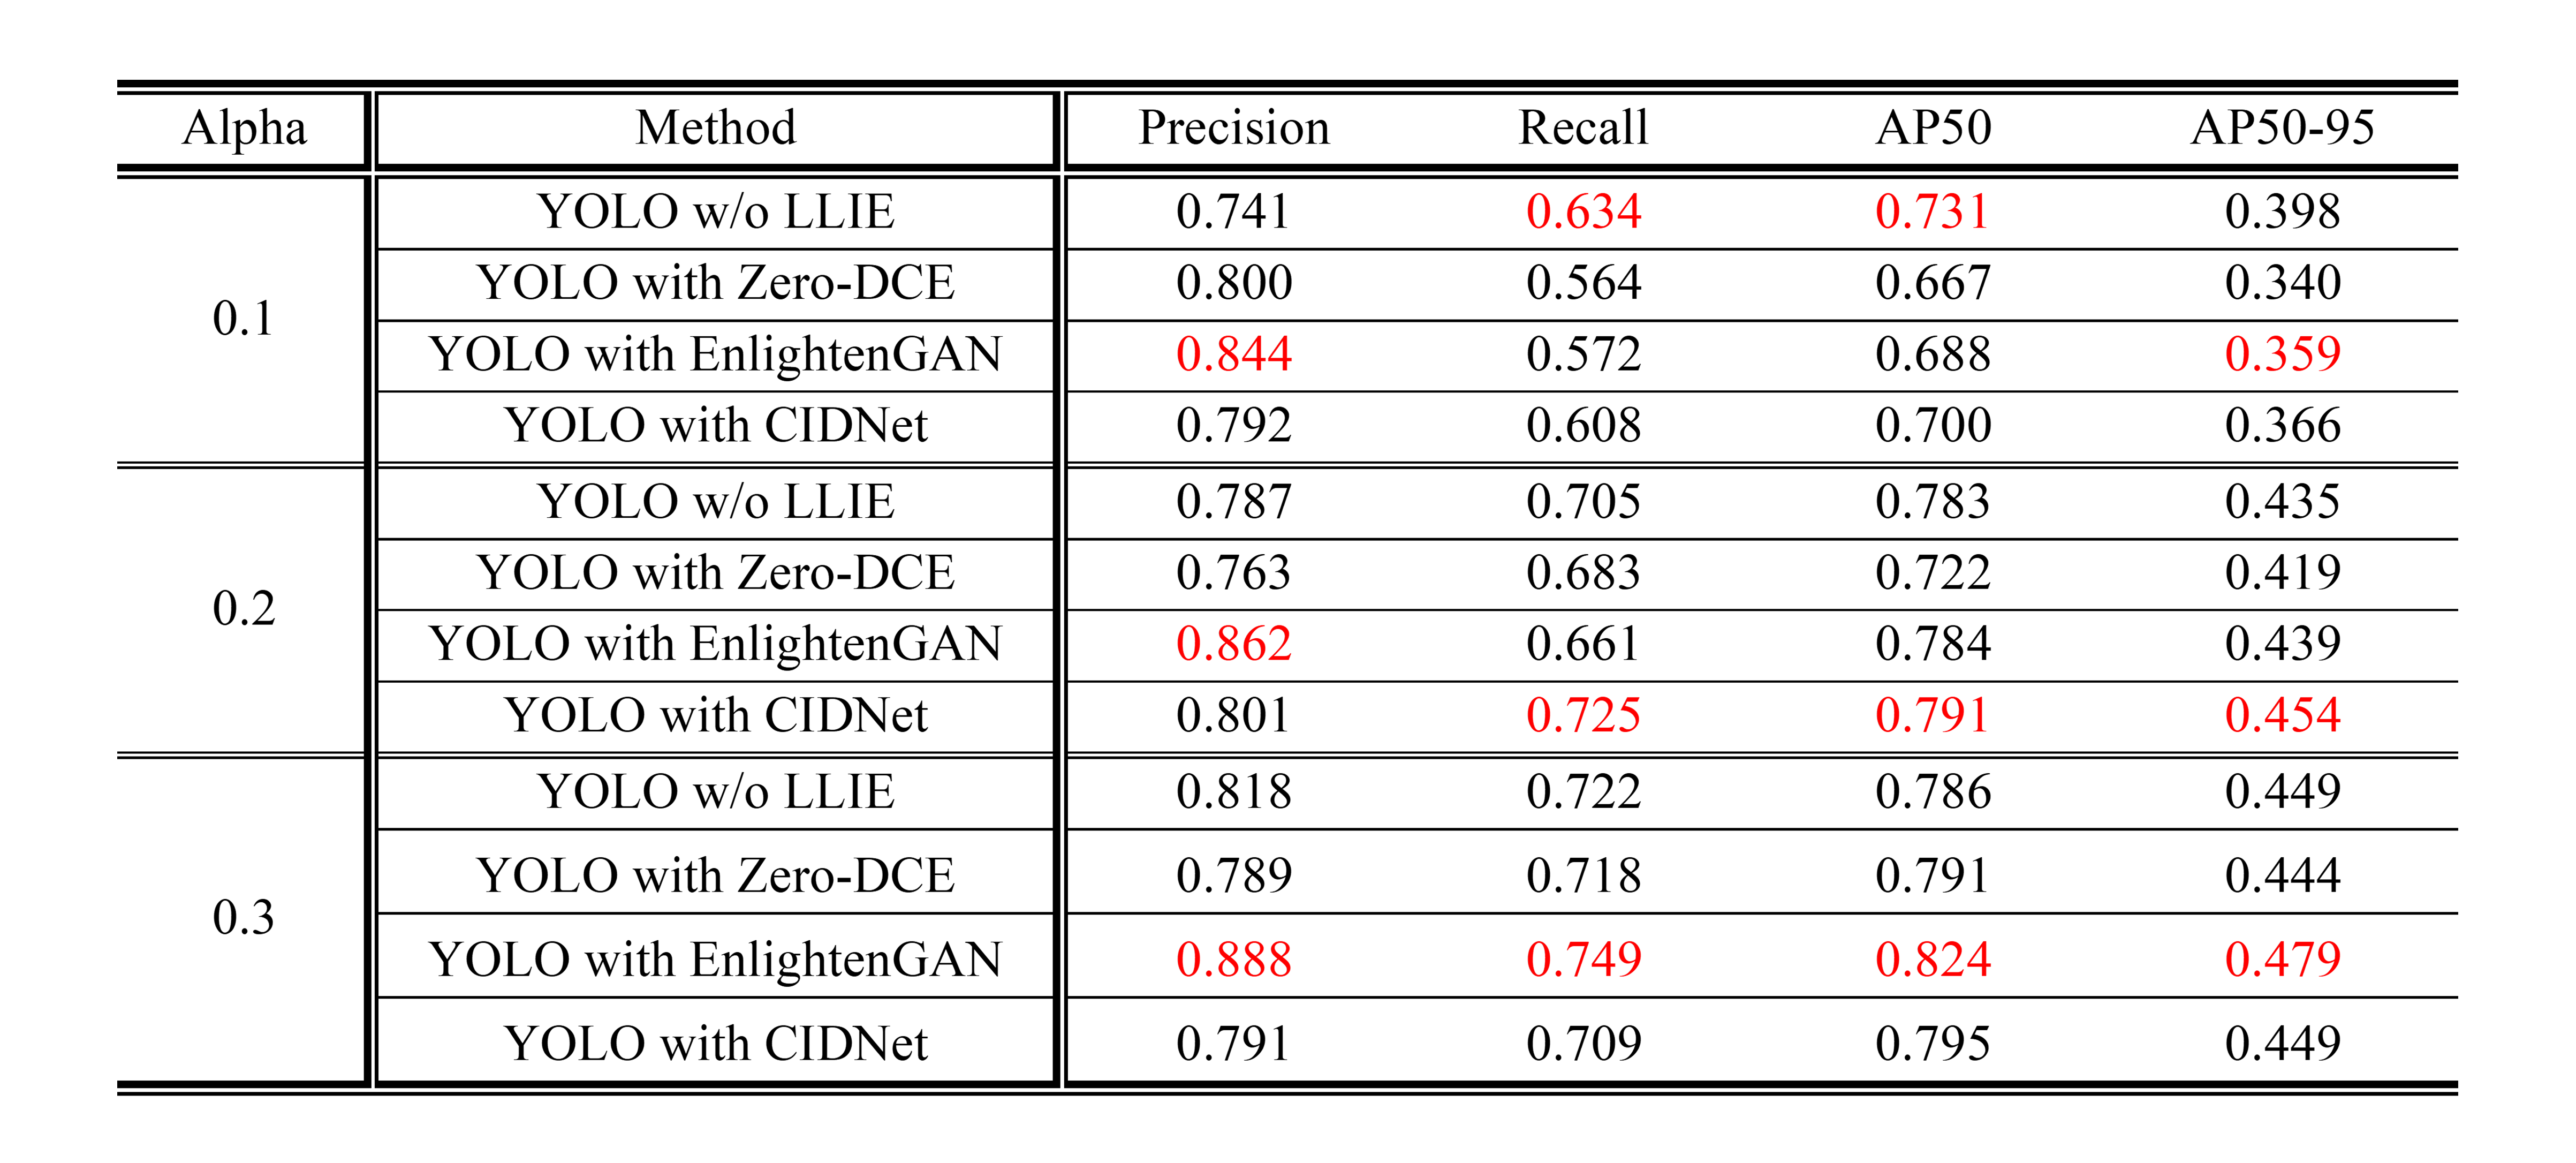 Alpha Method Precision Recall AP50 AP50-95
0.1
YOLO w/o LLIE 0.741 0.634 0.731 0.398
YOLO with Zero-DCE 0.800 0.564 0.667 0.340
YOLO with EnlightenGAN 0.844 0.572 0.688 0.359
YOLO with CIDNet 0.792 0.608 0.700 0.366
0.2
YOLO w/o LLIE 0.787 0.705 0.783 0.435
YOLO with Zero-DCE 0.763 0.683 0.722 0.419
YOLO with EnlightenGAN 0.862 0.661 0.784 0.439
YOLO with CIDNet 0.801 0.725 0.791 0.454
0.3
YOLO w/o LLIE 0.818 0.722 0.786 0.449
YOLO with Zero-DCE 0.789 0.718 0.791 0.444
YOLO with EnlightenGAN 0.888 0.749 0.824 0.479
YOLO with CIDNet 0.791 0.709 0.795 0.449